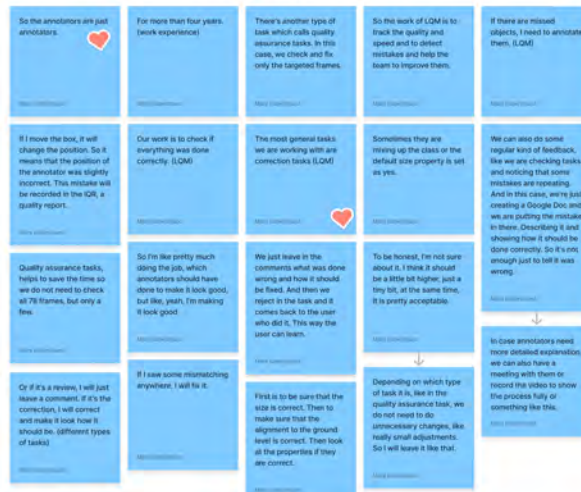 So the annotators are just
annotators.
For more than four years.
(work experience)
There's another type of
task which calls quality
assurance tasks. In this
case, we check and fix
only the targeted frames.
So the work of LQM is to
track the quality and
speed and to detect
mistakes and help the
team to improve them.
If there are missed
objects, I need to annotate
them. (LQM)
If I move the box, it will
change the position. So it
means that the position of
the annotator was slightly
incorrect. This mistake will
be recorded in the IQR, a
quality report.
Our work is to check if
everything was done
correctly. (LQM)
The most general tasks
we are working with are
correction tasks (LQM)
Sometimes they are
mixing up the class or the
default size property is set
as yes.
We can also do some
regular kind of feedback,
like we are checking tasks
and noticing that some
mistakes are repeating.
And in this case, we're just
creating a Google Doc and
we are putting the mistake
in there. Describing it and
showing how it should be
done correctly. So it's not
enough just to tell it was
wrong.
Quality assurance tasks,
helps to save the time so
we do not need to check
all 78 frames, but only a
few.
So I'm like pretty much
doing the job, which
annotators should have
done to make it look good,
but like, yeah, I'm making
it look good
We just leave in the
comments what was done
wrong and how it should
be fixed. And then we
reject in the task and it
comes back to the user
who did it. This way the
user can learn.
To be honest, I'm not
sure about it. I think it should
be a little bit higher, just a
tiny bit, at the same time,
it is pretty acceptable.
In case annotators need
more detailed explanation,
we can also have a
meeting with them or
record the video to show
the process fully or
something like this.
Or if it's a review, I will just
leave a comment. If it's the
correction, I will correct
and make it look how it
should be. (different types
of tasks)
If I saw some mismatching
anywhere, I will fix it.
First is to be sure that the
size is correct. Then to
make sure that the
alignment to the ground
level is correct. Then look
at the properties if they
are correct.
Depending on which type
of task it is, like in the
quality assurance task, we
do not need to do
unnecessary changes, like
really small adjustments.
So I will leave it like that.